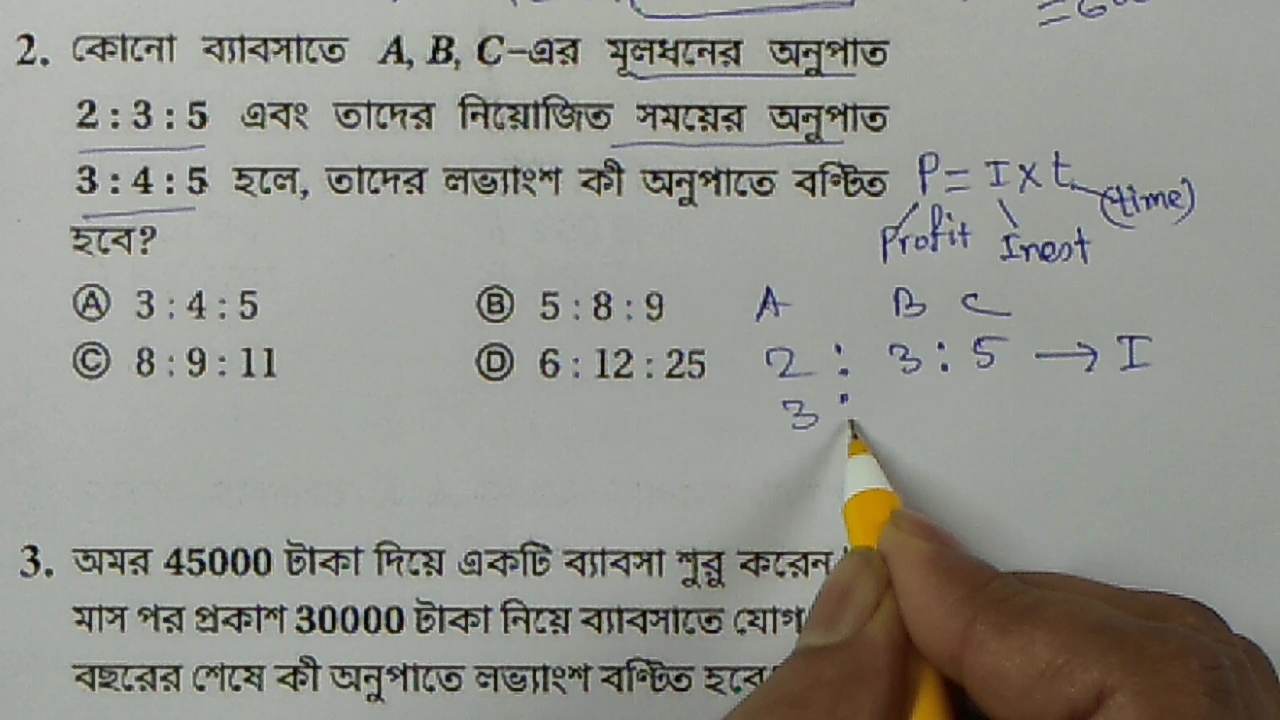 2. কোনো ব্যাবসাতে A, B, C-এর মূলধনের অনুপাত
2 : 3 : 5 এবং তাদের নিয়োজিত সময়ের অনুপাত
3 : 4 : 5 হলে, তাদের লভ্যাংশ কী অনুপাতে বণ্টিত
হবে?
P = I × t (time)
Profit Inest
Ⓐ 3 : 4 : 5 Ⓑ 5 : 8 : 9
Ⓒ 8 : 9 : 11 Ⓓ 6 : 12 : 25
A B C
2 : 3 : 5 → I
3 :
3. অমর 45000 টাকা দিয়ে একটি ব্যাবসা শুরু করেন
মাস পর প্রকাশ 30000 টাকা নিয়ে ব্যাবসাতে যোগ
বছরের শেষে কী অনুপাতে লভ্যাংশ বণ্টিত হবে